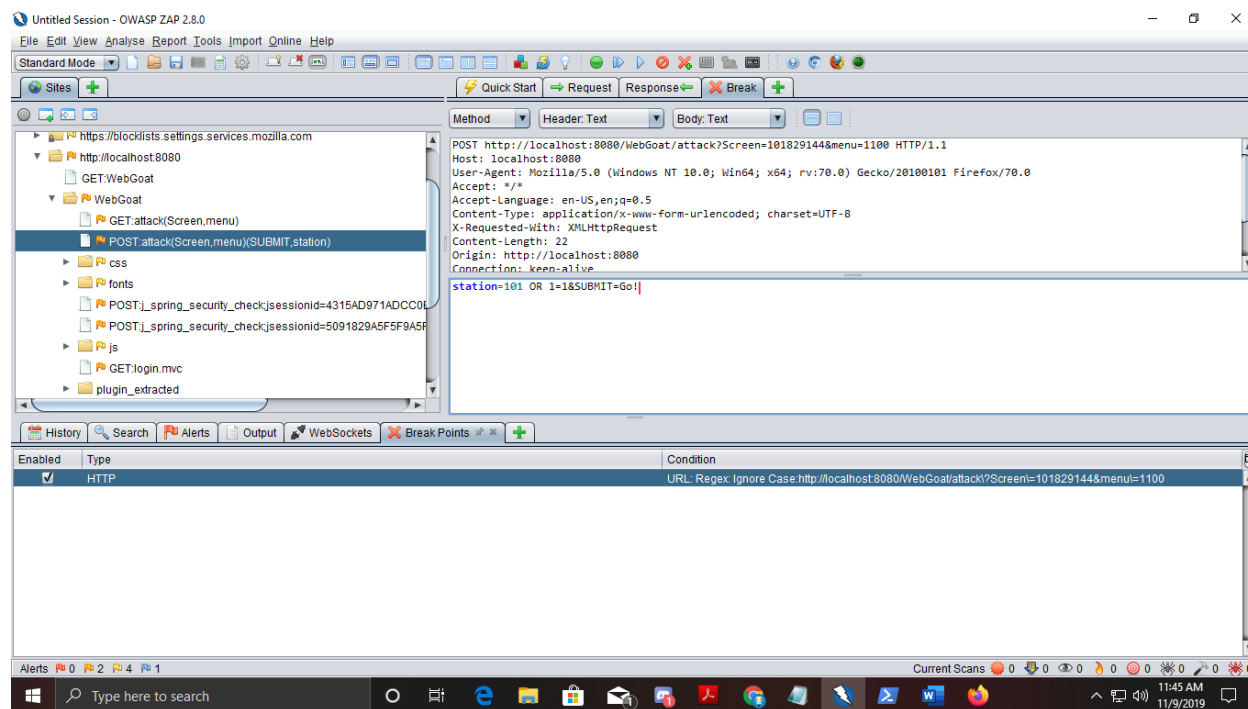 Untitled Session - OWASP ZAP 2.8.0
File Edit View Analyse Report Tools Import Online Help
Standard Mode
Sites
Quick Start Request Response Break
Method Header: Text Body: Text
https://blocklists.settings.services.mozilla.com
http://localhost:8080
GET:WebGoat
WebGoat
GET:attack(Screen,menu)
POST:attack(Screen,menu)(SUBMIT,station)
css
fonts
POST:j_spring_security_check;jsessionid=4315AD971ADCC0
POST:j_spring_security_check;jsessionid=5091829A5F5F9A5F
js
GET:login.mvc
plugin_extracted
POST http://localhost:8080/WebGoat/attack?Screen=101829144&menu=1100 HTTP/1.1
Host: localhost:8080
User-Agent: Mozilla/5.0 (Windows NT 10.0; Win64; x64; rv:70.0) Gecko/20100101 Firefox/70.0
Accept: */*
Accept-Language: en-US,en;q=0.5
Content-Type: application/x-www-form-urlencoded; charset=UTF-8
X-Requested-With: XMLHttpRequest
Content-Length: 22
Origin: http://localhost:8080
Connection: keep-alive
station=101 OR 1=1&SUBMIT=Go!
History Search Alerts Output WebSockets Break Points
Enabled Type Condition
HTTP URL: Regex: Ignore Case:http://localhost:8080/WebGoat/attack\?Screen\=101829144&menu\=1100
Alerts 0 2 4 1 Current Scans 0 0 0 0 0 0 0
Type here to search
11:45 AM
11/9/2019